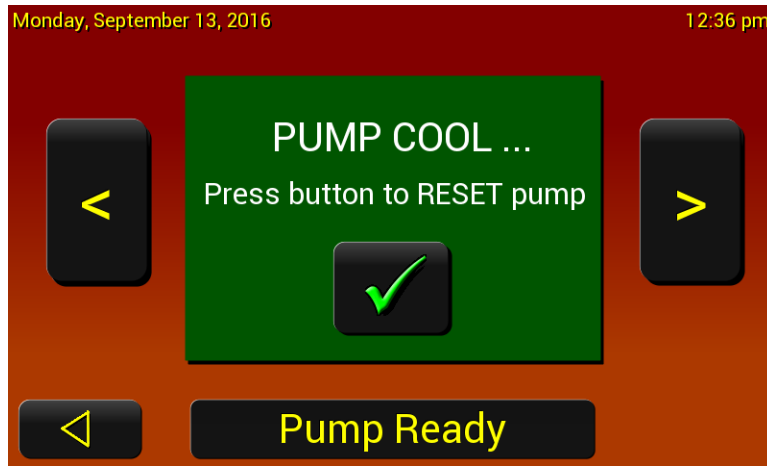 Monday, September 13, 2016 12:36 pm
PUMP COOL ...
Press button to RESET pump
< >
Pump Ready